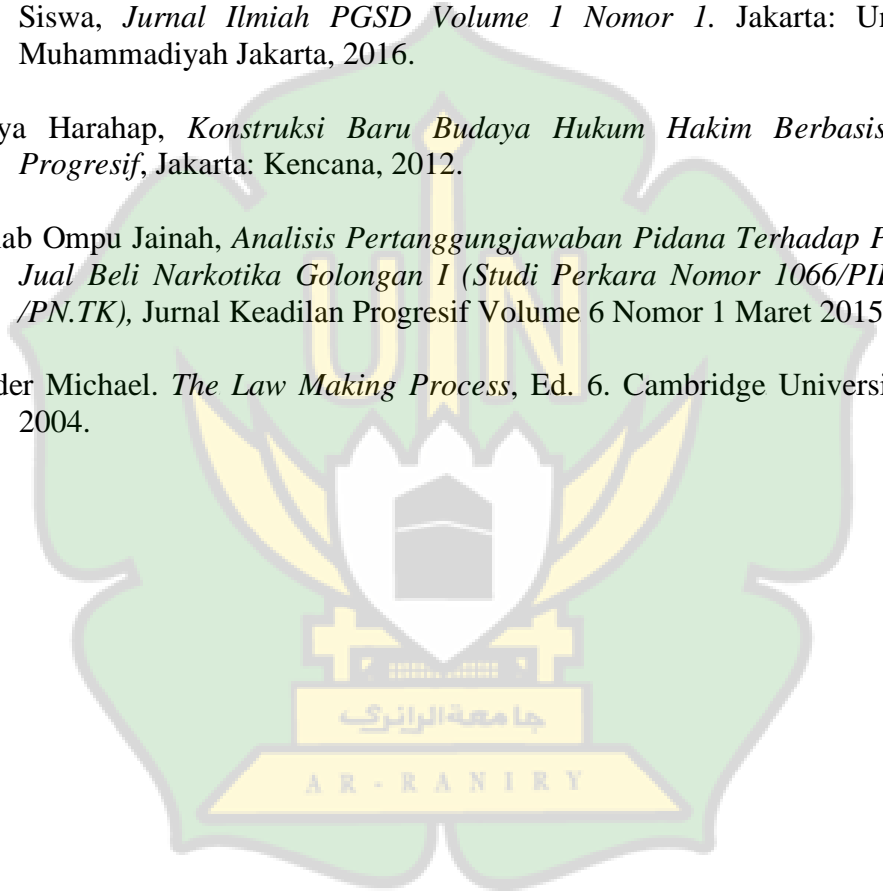 Siswa, Jurnal Ilmiah PGSD Volume 1 Nomor 1. Jakarta: Un
Muhammadiyah Jakarta, 2016.
ya Harahap, Konstruksi Baru Budaya Hukum Hakim Berbasis
Progresif, Jakarta: Kencana, 2012.
ab Ompu Jainah, Analisis Pertanggungjawaban Pidana Terhadap P
Jual Beli Narkotika Golongan I (Studi Perkara Nomor 1066/PI
/PN.TK), Jurnal Keadilan Progresif Volume 6 Nomor 1 Maret 2015
der Michael. The Law Making Process, Ed. 6. Cambridge Universi
2004.
UIN
جامعة الرانري
AR-RANIRY